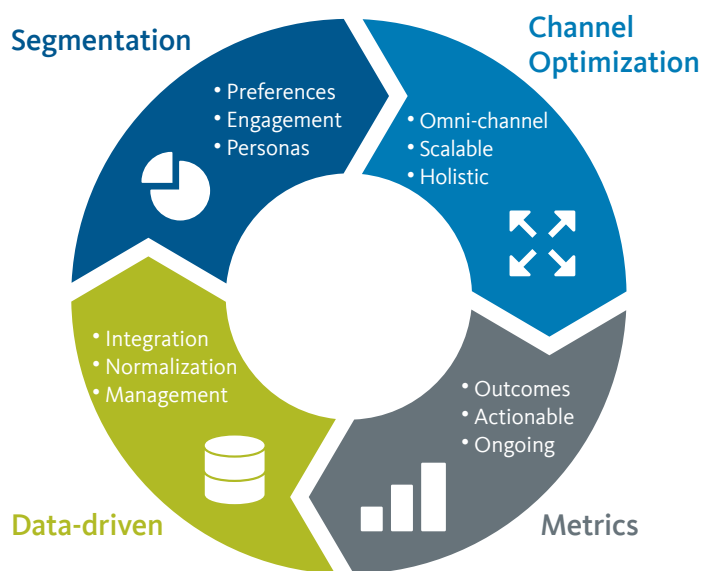 Segmentation
• Preferences
• Engagement
• Personas
Channel
Optimization
• Omni-channel
• Scalable
• Holistic
• Integration
• Normalization
• Management
Data-driven
• Outcomes
• Actionable
• Ongoing
Metrics